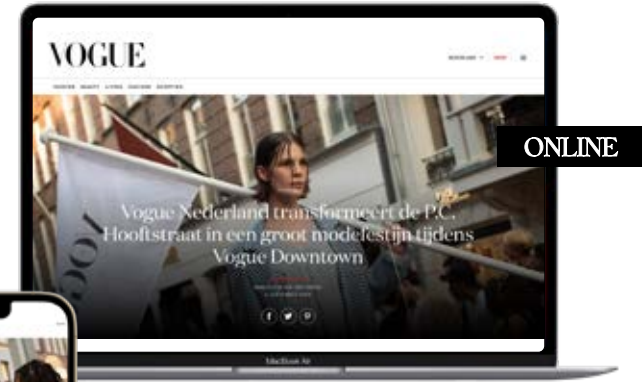 VOGUE
ONLINE
Vogue Nederland transformeert de P.C.
Hooftstraat in een groot modefestijn tijdens
Vogue Downtown
MacBook Air